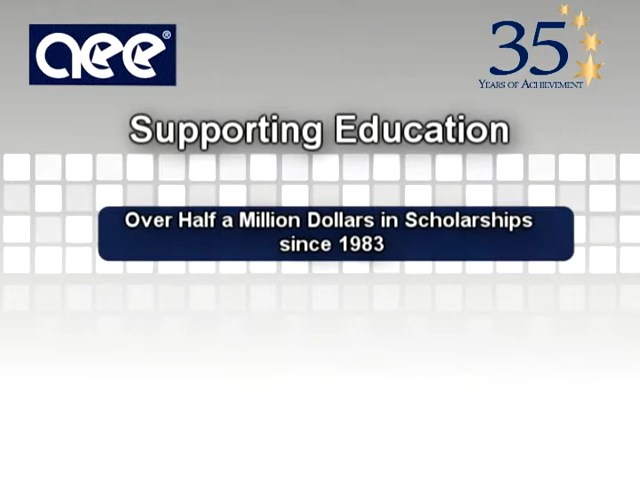 aee®
35
YEARS OF ACHIEVEMENT
Supporting Education
Over Half a Million Dollars in Scholarships
since 1983